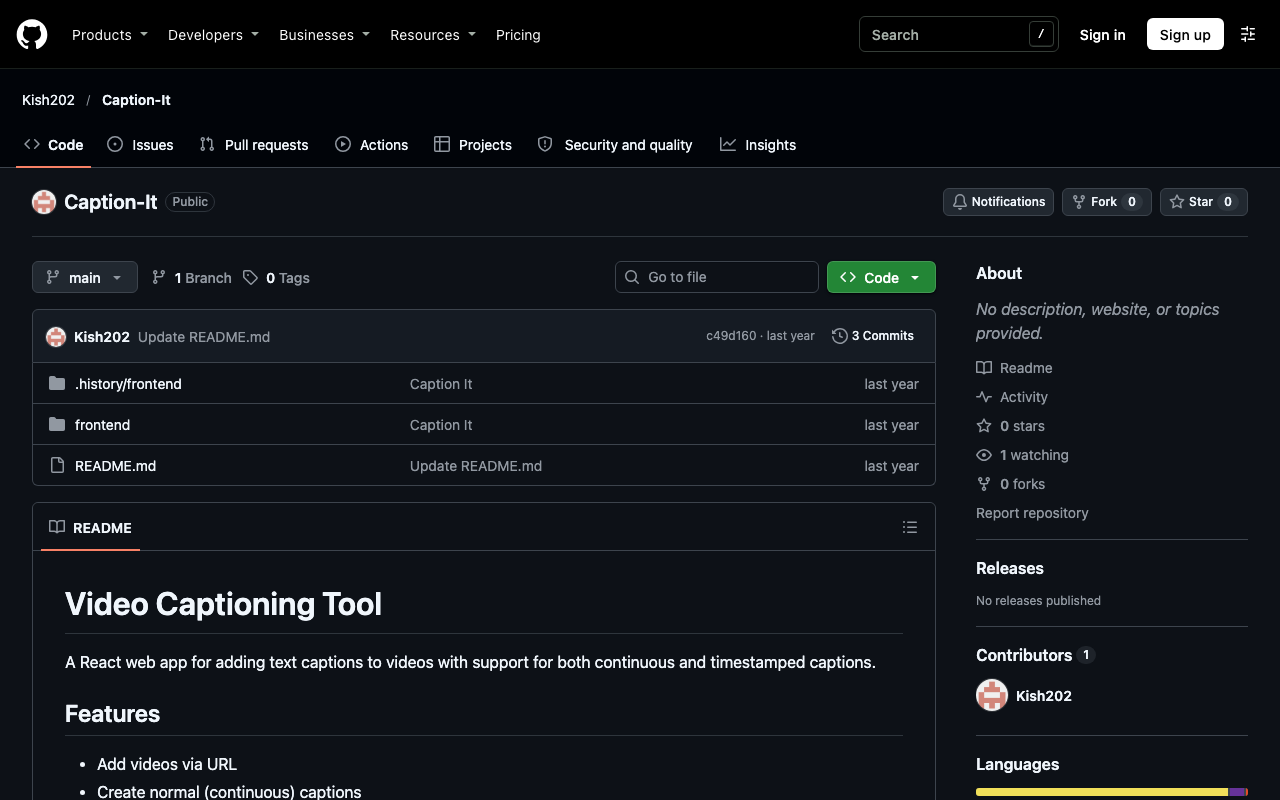 Products Developers Businesses Resources Pricing Search / Sign in Sign up
Kish202 / Caption-It
Code Issues Pull requests Actions Projects Security and quality Insights
Caption-It Public Notifications Fork 0 Star 0
main 1 Branch 0 Tags Go to file Code
Kish202 Update README.md c49d160 · last year 3 Commits
.history/frontend Caption It last year
frontend Caption It last year
README.md Update README.md last year
README
Video Captioning Tool
A React web app for adding text captions to videos with support for both continuous and timestamped captions.
Features
Add videos via URL
Create normal (continuous) captions
About
No description, website, or topics
provided.
Readme
Activity
0 stars
1 watching
0 forks
Report repository
Releases
No releases published
Contributors 1
Kish202
Languages